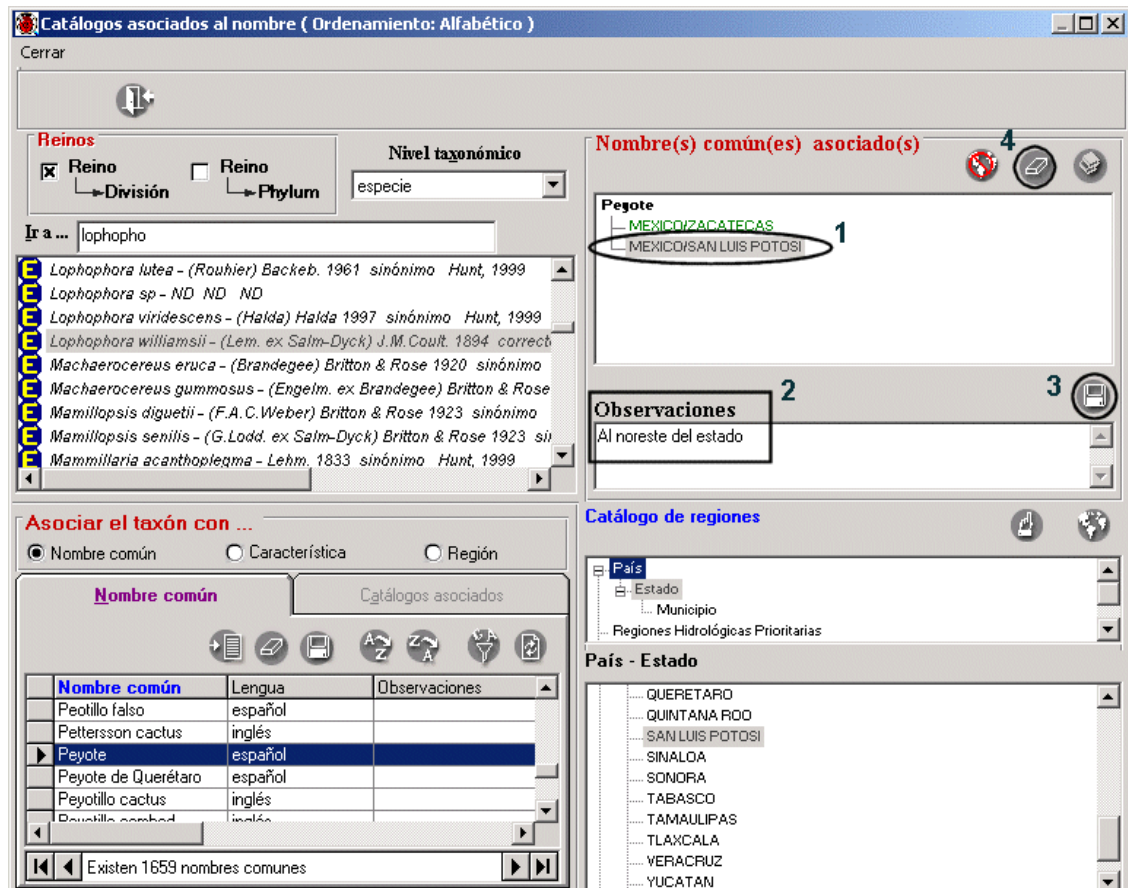 Catálogos asociados al nombre ( Ordenamiento: Alfabético )
Cerrar
Reinos
Reino
División
Reino
Phylum
Nivel taxonómico
especie
Ir a ... lophopho
Lophophora lutea - (Rouhier) Backeb. 1961 sinónimo Hunt, 1999
Lophophora sp - ND ND ND
Lophophora viridescens - (Halda) Halda 1997 sinónimo Hunt, 1999
Lophophora williamsii - (Lem. ex Salm-Dyck) J.M.Coult. 1894 correct
Machaerocereus eruca - (Brandegee) Britton & Rose 1920 sinónimo
Machaerocereus gummosus - (Engelm. ex Brandegee) Britton & Rose
Mamillopsis diguetii - (F.A.C.Weber) Britton & Rose 1923 sinónimo
Mamillopsis senilis - (G.Lodd. ex Salm-Dyck) Britton & Rose 1923 si
Mammillaria acanthoplegma - Lehm. 1833 sinónimo Hunt, 1999
Nombre(s) común(es) asociado(s)
4
Peyote
MEXICO/ZACATECAS
MEXICO/SAN LUIS POTOSI
1
2
3
Observaciones
Al noreste del estado
Asociar el taxón con ...
Nombre común Característica Región
Nombre común Catálogos asociados
Nombre común Lengua Observaciones
Peotillo falso español
Pettersson cactus inglés
Peyote español
Peyote de Querétaro español
Peyotillo cactus inglés
inglés
Existen 1659 nombres comunes
Catálogo de regiones
País
Estado
Municipio
Regiones Hidrológicas Prioritarias
País - Estado
QUERETARO
QUINTANA ROO
SAN LUIS POTOSI
SINALOA
SONORA
TABASCO
TAMAULIPAS
TLAXCALA
VERACRUZ
YUCATAN